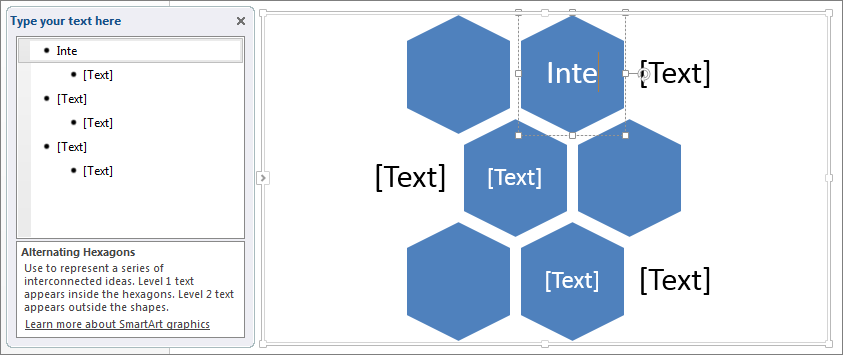 Type your text here
Inte
[Text]
[Text]
[Text]
[Text]
[Text]
Alternating Hexagons
Use to represent a series of
interconnected ideas. Level 1 text
appears inside the hexagons. Level 2 text
appears outside the shapes.
Learn more about SmartArt graphics
Inte
[Text]
[Text]
[Text]
[Text]
[Text]